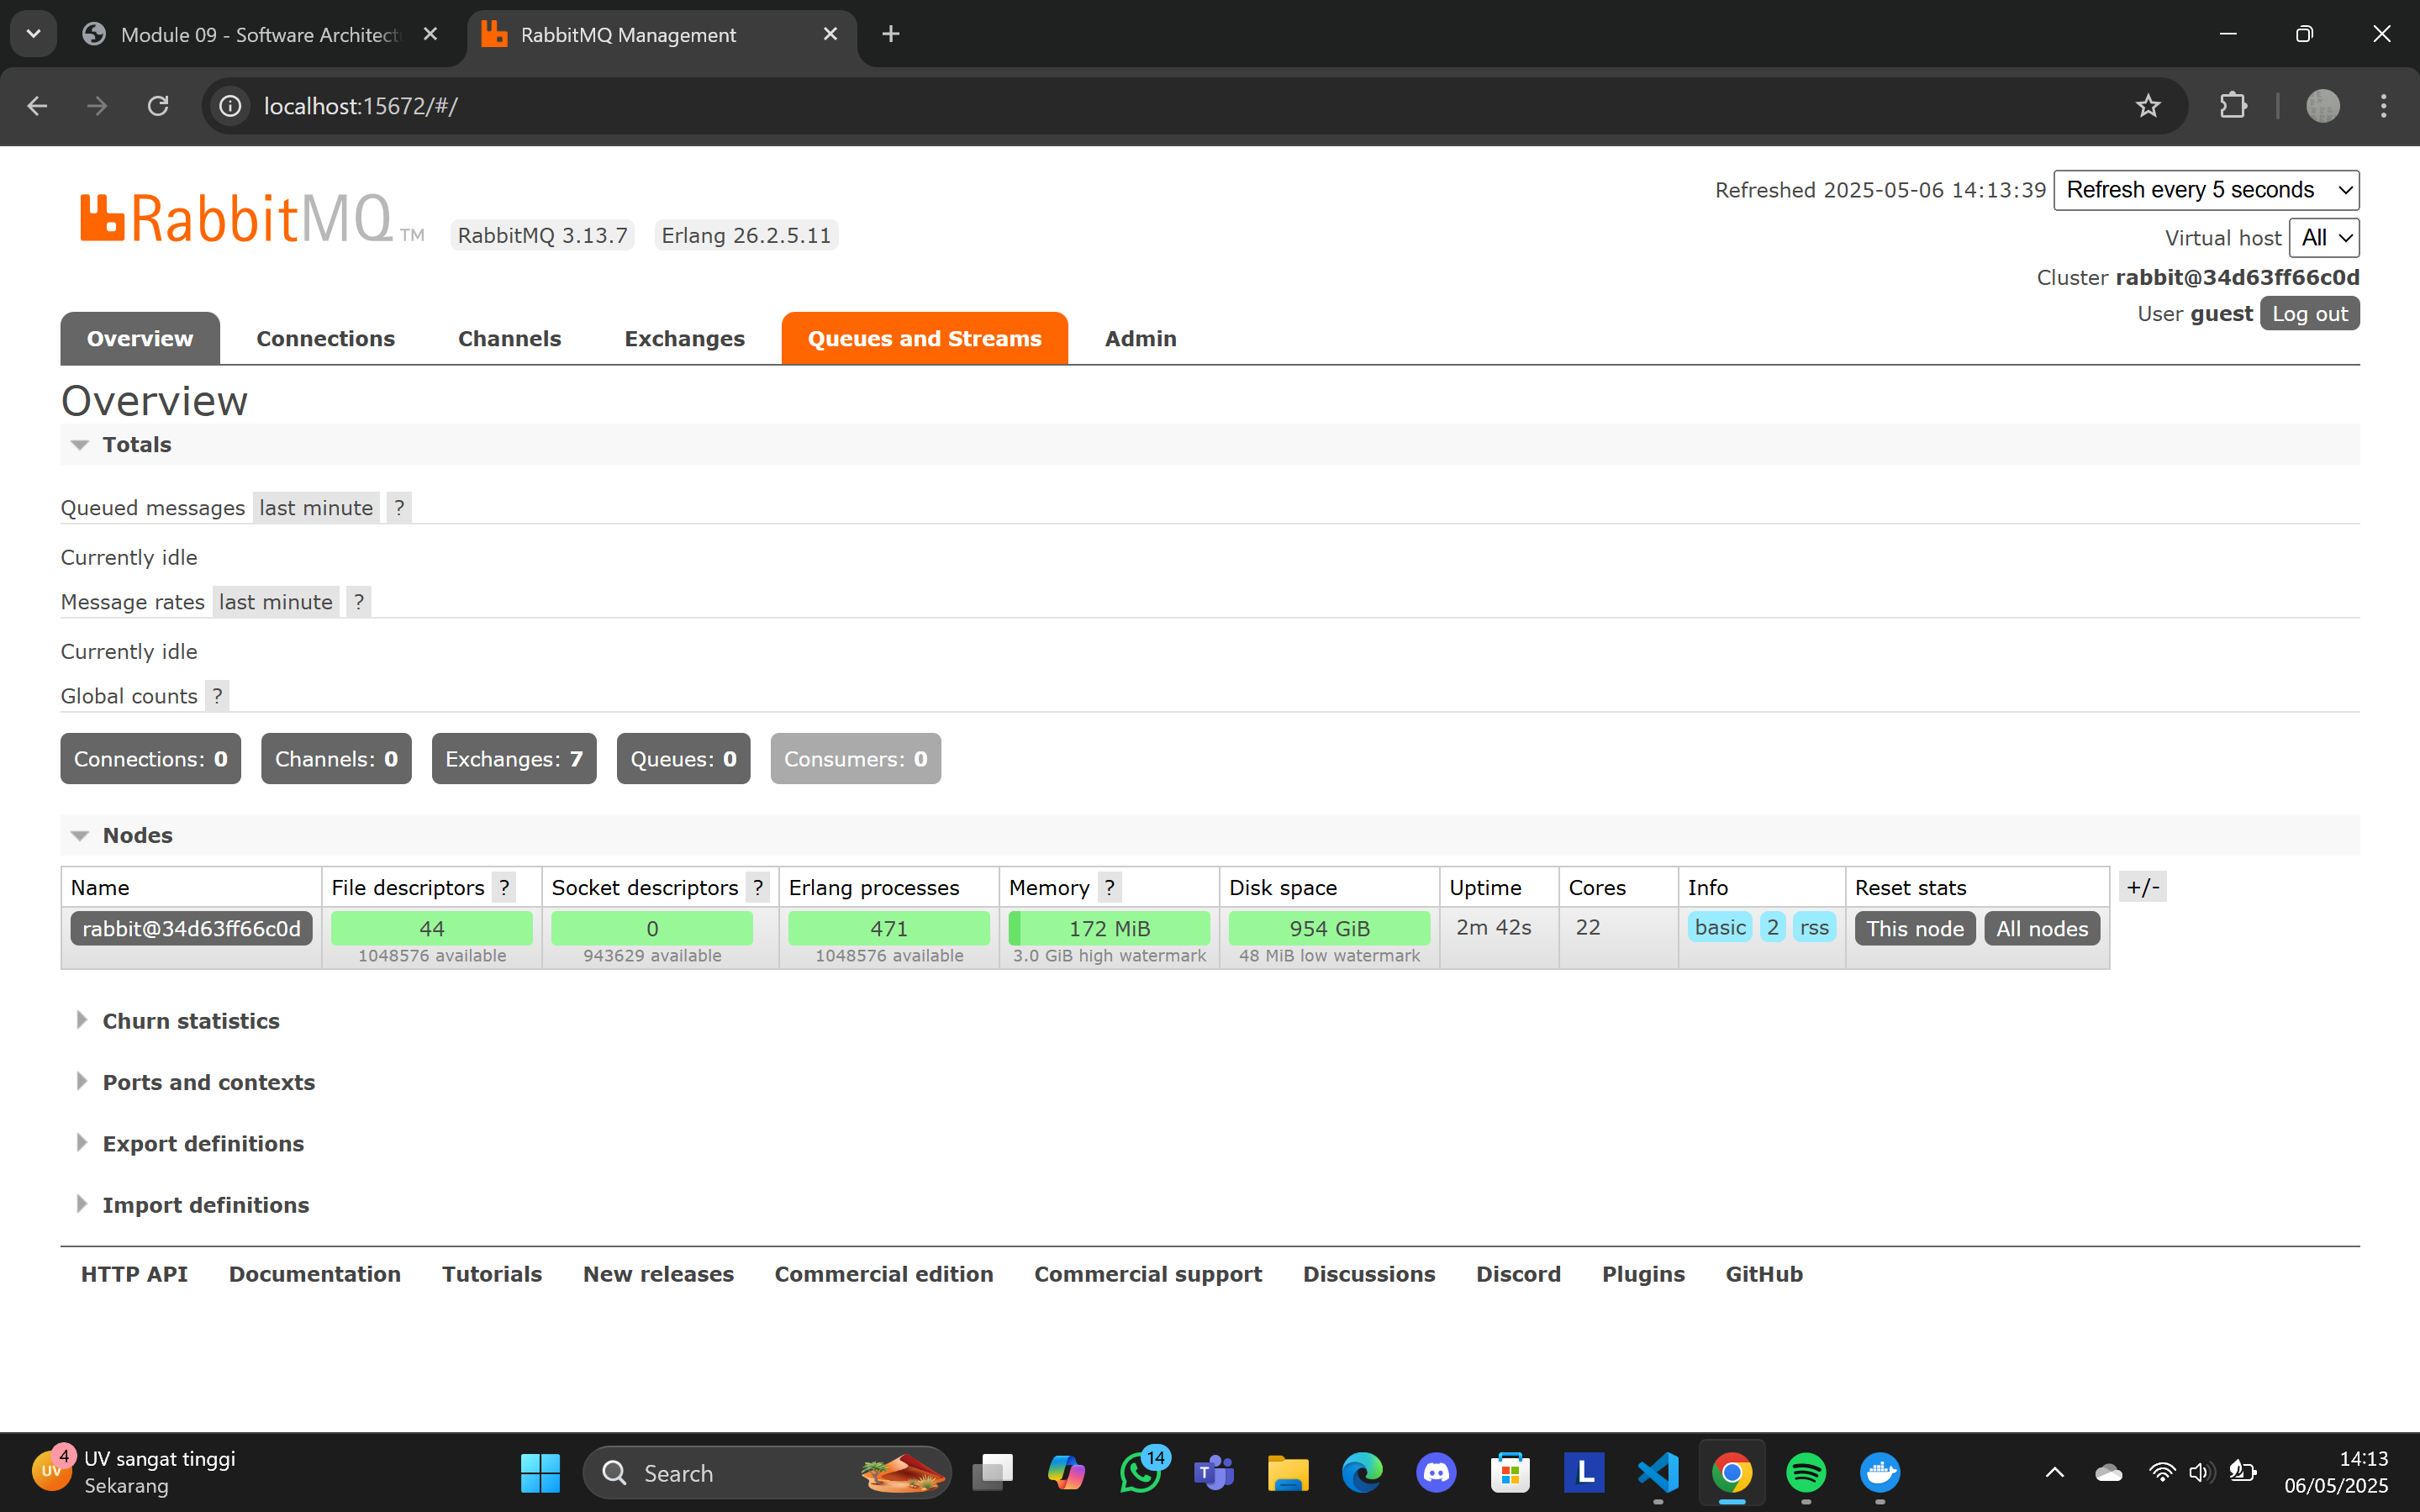 Module 09 - Software Architect
RabbitMQ Management
localhost:15672/#/
RabbitMQ TM
RabbitMQ 3.13.7 Erlang 26.2.5.11
Refreshed 2025-05-06 14:13:39 Refresh every 5 seconds
Virtual host All
Cluster rabbit@34d63ff66c0d
User guest Log out
Overview Connections Channels Exchanges Queues and Streams Admin
Overview
Totals
Queued messages last minute ?
Currently idle
Message rates last minute ?
Currently idle
Global counts ?
Connections: 0 Channels: 0 Exchanges: 7 Queues: 0 Consumers: 0
Nodes
Name File descriptors ? Socket descriptors ? Erlang processes Memory ? Disk space Uptime Cores Info Reset stats +/-
rabbit@34d63ff66c0d 44 0 471 172 MiB 954 GiB 2m 42s 22 basic 2 rss This node All nodes
1048576 available 943629 available 1048576 available 3.0 GiB high watermark 48 MiB low watermark
Churn statistics
Ports and contexts
Export definitions
Import definitions
HTTP API Documentation Tutorials New releases Commercial edition Commercial support Discussions Discord Plugins GitHub
UV 4 UV sangat tinggi
Sekarang
Search
14
T
L
14:13
06/05/2025